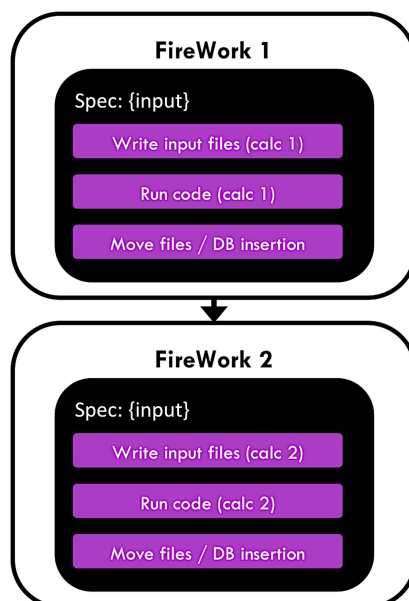 FireWork 1
Spec: {input}
Write input files (calc 1)
Run code (calc 1)
Move files / DB insertion
FireWork 2
Spec: {input}
Write input files (calc 2)
Run code (calc 2)
Move files / DB insertion